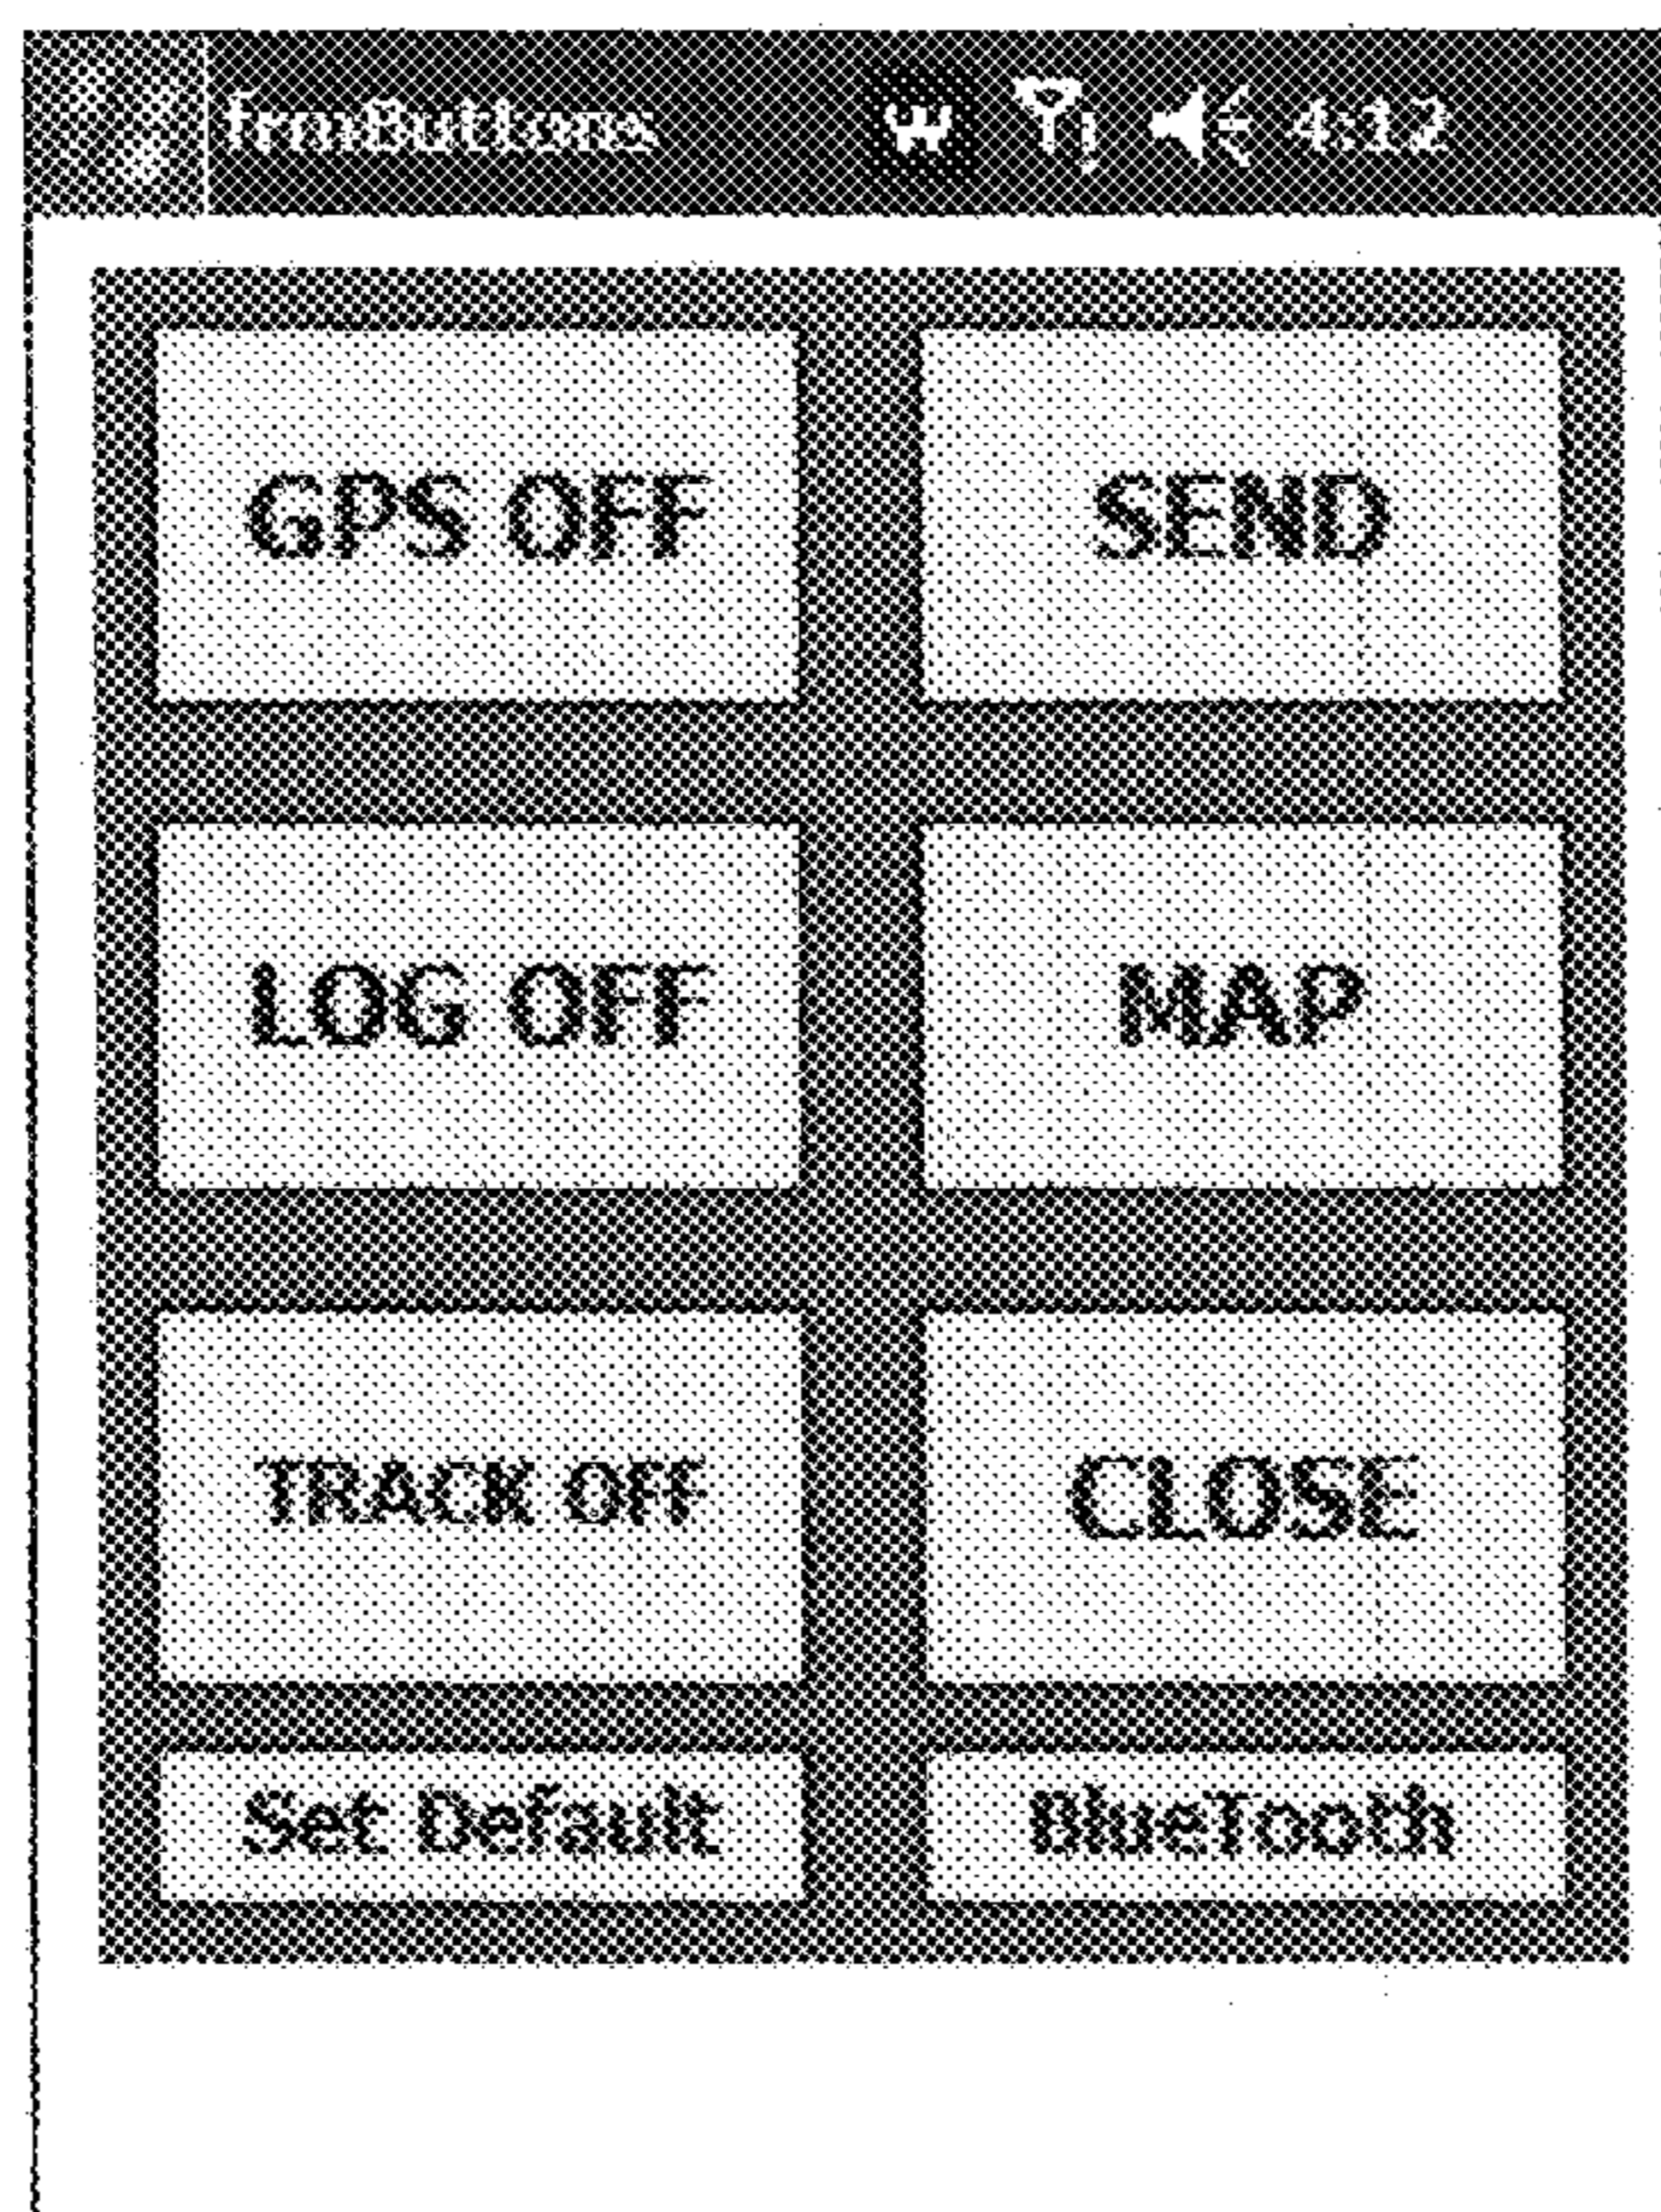 frmButtons 4:12
GPS OFF SEND
LOG OFF MAP
TRACK OFF CLOSE
Set Default BlueTooth